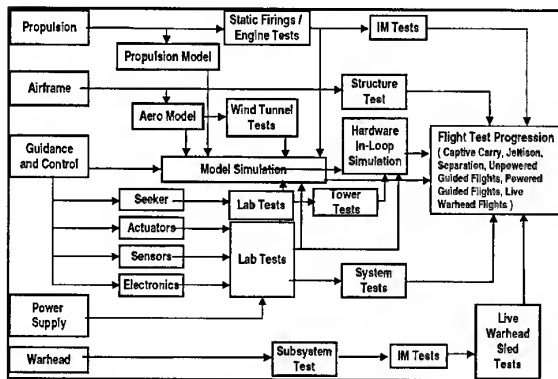 Propulsion
Static Firings /
Engine Tests
IM Tests
Propulsion Model
Airframe
Structure
Test
Aero Model
Wind Tunnel
Tests
Hardware
In-Loop
Simulation
Flight Test Progression
( Captive Carry, Jettison,
Separation, Unpowered
Guided Flights, Powered
Guided Flights, Live
Warhead Flights )
Guidance
and Control
Model Simulation
Seeker
Lab Tests
Tower
Tests
Actuators
Sensors
Lab Tests
System
Tests
Electronics
Power
Supply
Live
Warhead
Sled
Tests
Warhead
Subsystem
Test
IM Tests